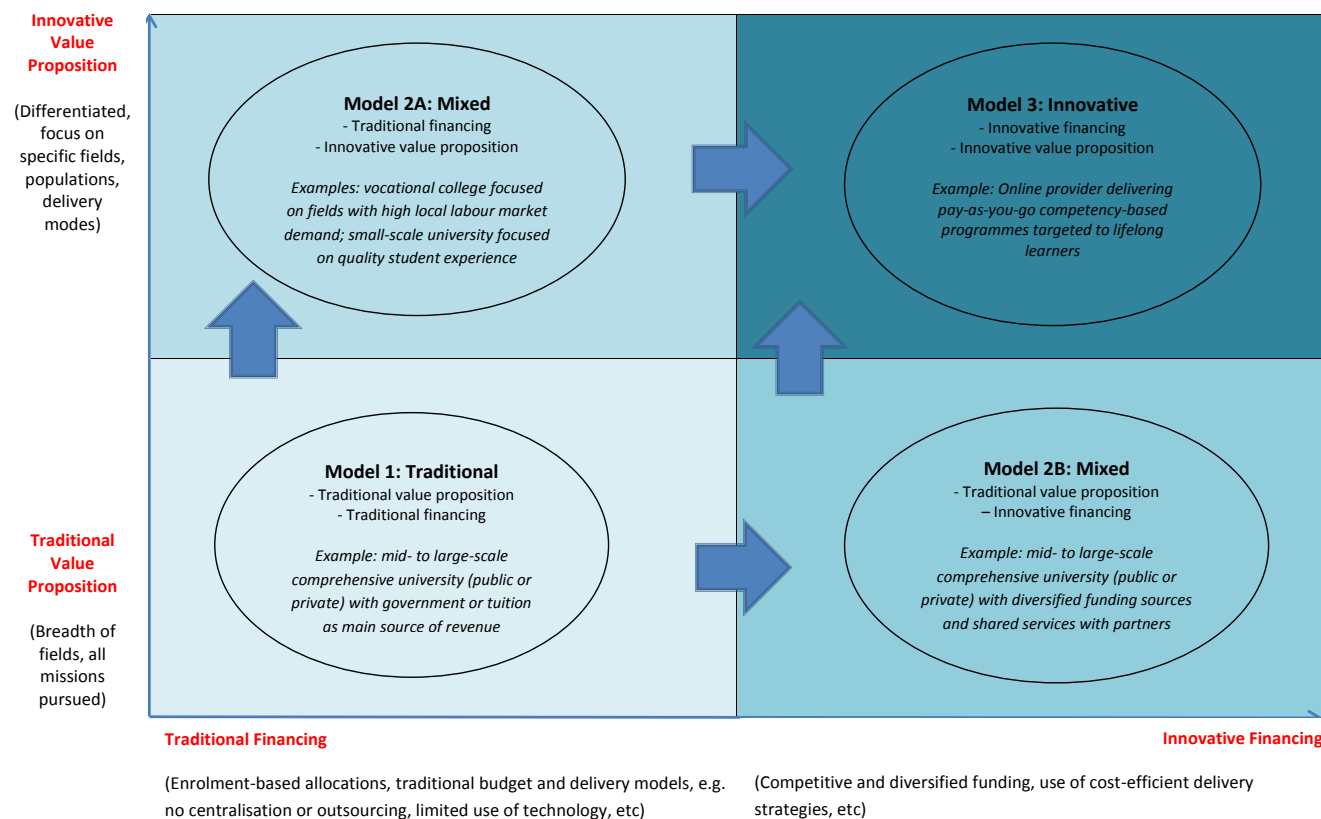 Innovative
Value
Proposition
(Differentiated,
focus on
specific fields,
populations,
delivery
modes)
Model 2A: Mixed
- Traditional financing
- Innovative value proposition
Examples: vocational college focused
on fields with high local labour market
demand; small-scale university focused
on quality student experience
Model 3: Innovative
- Innovative financing
- Innovative value proposition
Example: Online provider delivering
pay-as-you-go competency-based
programmes targeted to lifelong
learners
Traditional
Value
Proposition
(Breadth of
fields, all
missions
pursued)
Model 1: Traditional
- Traditional value proposition
- Traditional financing
Example: mid- to large-scale
comprehensive university (public or
private) with government or tuition
as main source of revenue
Model 2B: Mixed
- Traditional value proposition
– Innovative financing
Example: mid- to large-scale
comprehensive university (public or
private) with diversified funding sources
and shared services with partners
Traditional Financing
(Enrolment-based allocations, traditional budget and delivery models, e.g.
no centralisation or outsourcing, limited use of technology, etc)
Innovative Financing
(Competitive and diversified funding, use of cost-efficient delivery
strategies, etc)